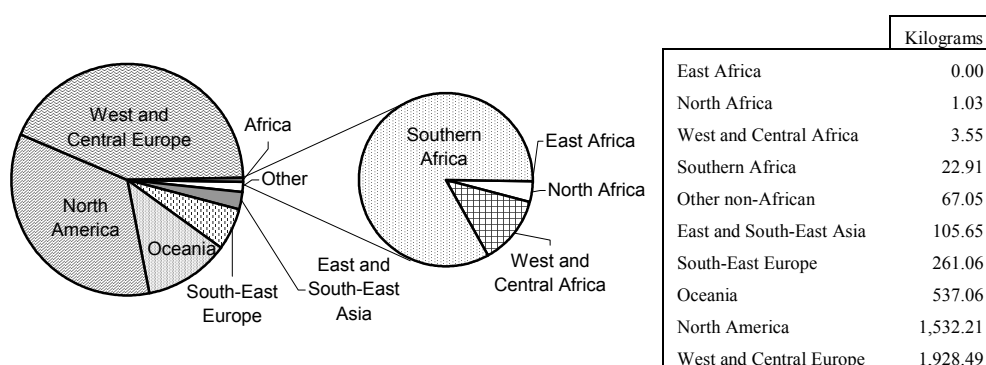 West and
Central Europe
North
America
Oceania
South-East
Europe
East and
South-East
Asia
Other
Africa
Southern
Africa
East Africa
North Africa
West and
Central Africa
Kilograms
East Africa 0.00
North Africa 1.03
West and Central Africa 3.55
Southern Africa 22.91
Other non-African 67.05
East and South-East Asia 105.65
South-East Europe 261.06
Oceania 537.06
North America 1,532.21
West and Central Europe 1,928.49